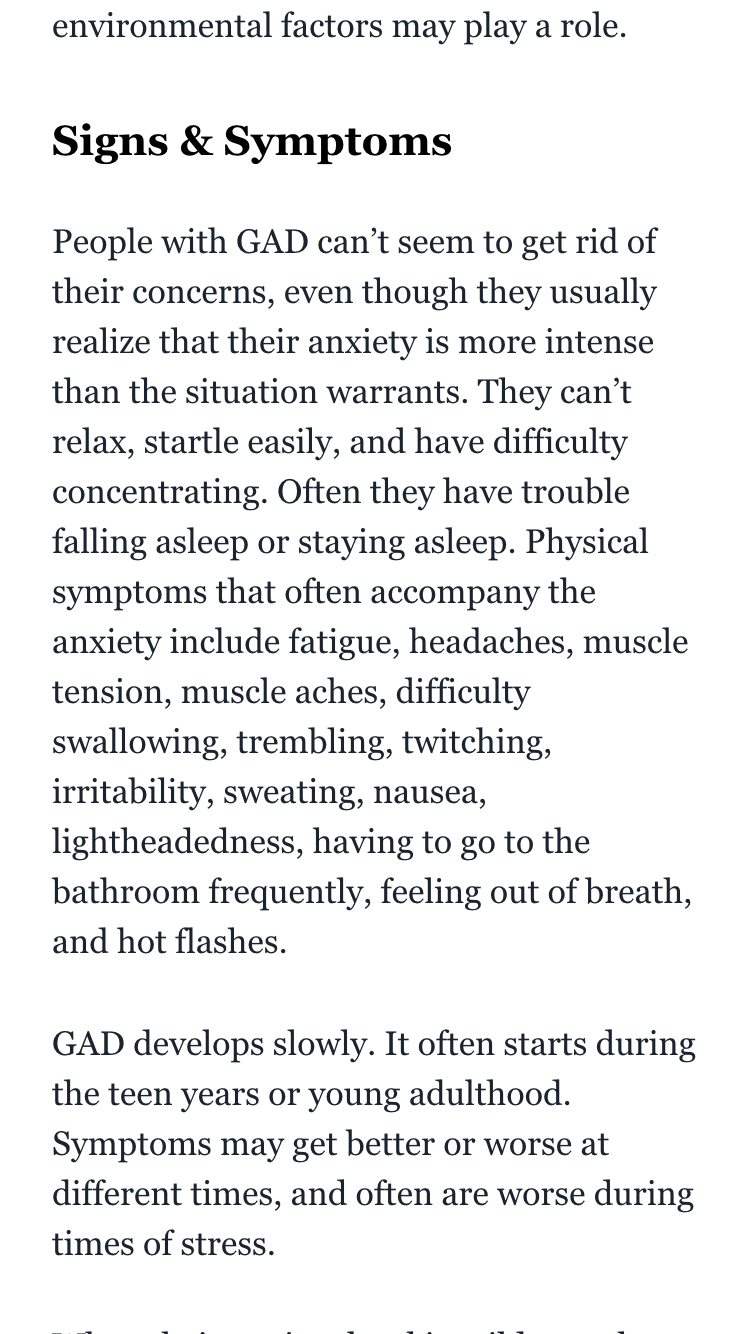 environmental factors may play a role.
Signs & Symptoms
People with GAD can’t seem to get rid of
their concerns, even though they usually
realize that their anxiety is more intense
than the situation warrants. They can’t
relax, startle easily, and have difficulty
concentrating. Often they have trouble
falling asleep or staying asleep. Physical
symptoms that often accompany the
anxiety include fatigue, headaches, muscle
tension, muscle aches, difficulty
swallowing, trembling, twitching,
irritability, sweating, nausea,
lightheadedness, having to go to the
bathroom frequently, feeling out of breath,
and hot flashes.
GAD develops slowly. It often starts during
the teen years or young adulthood.
Symptoms may get better or worse at
different times, and often are worse during
times of stress.